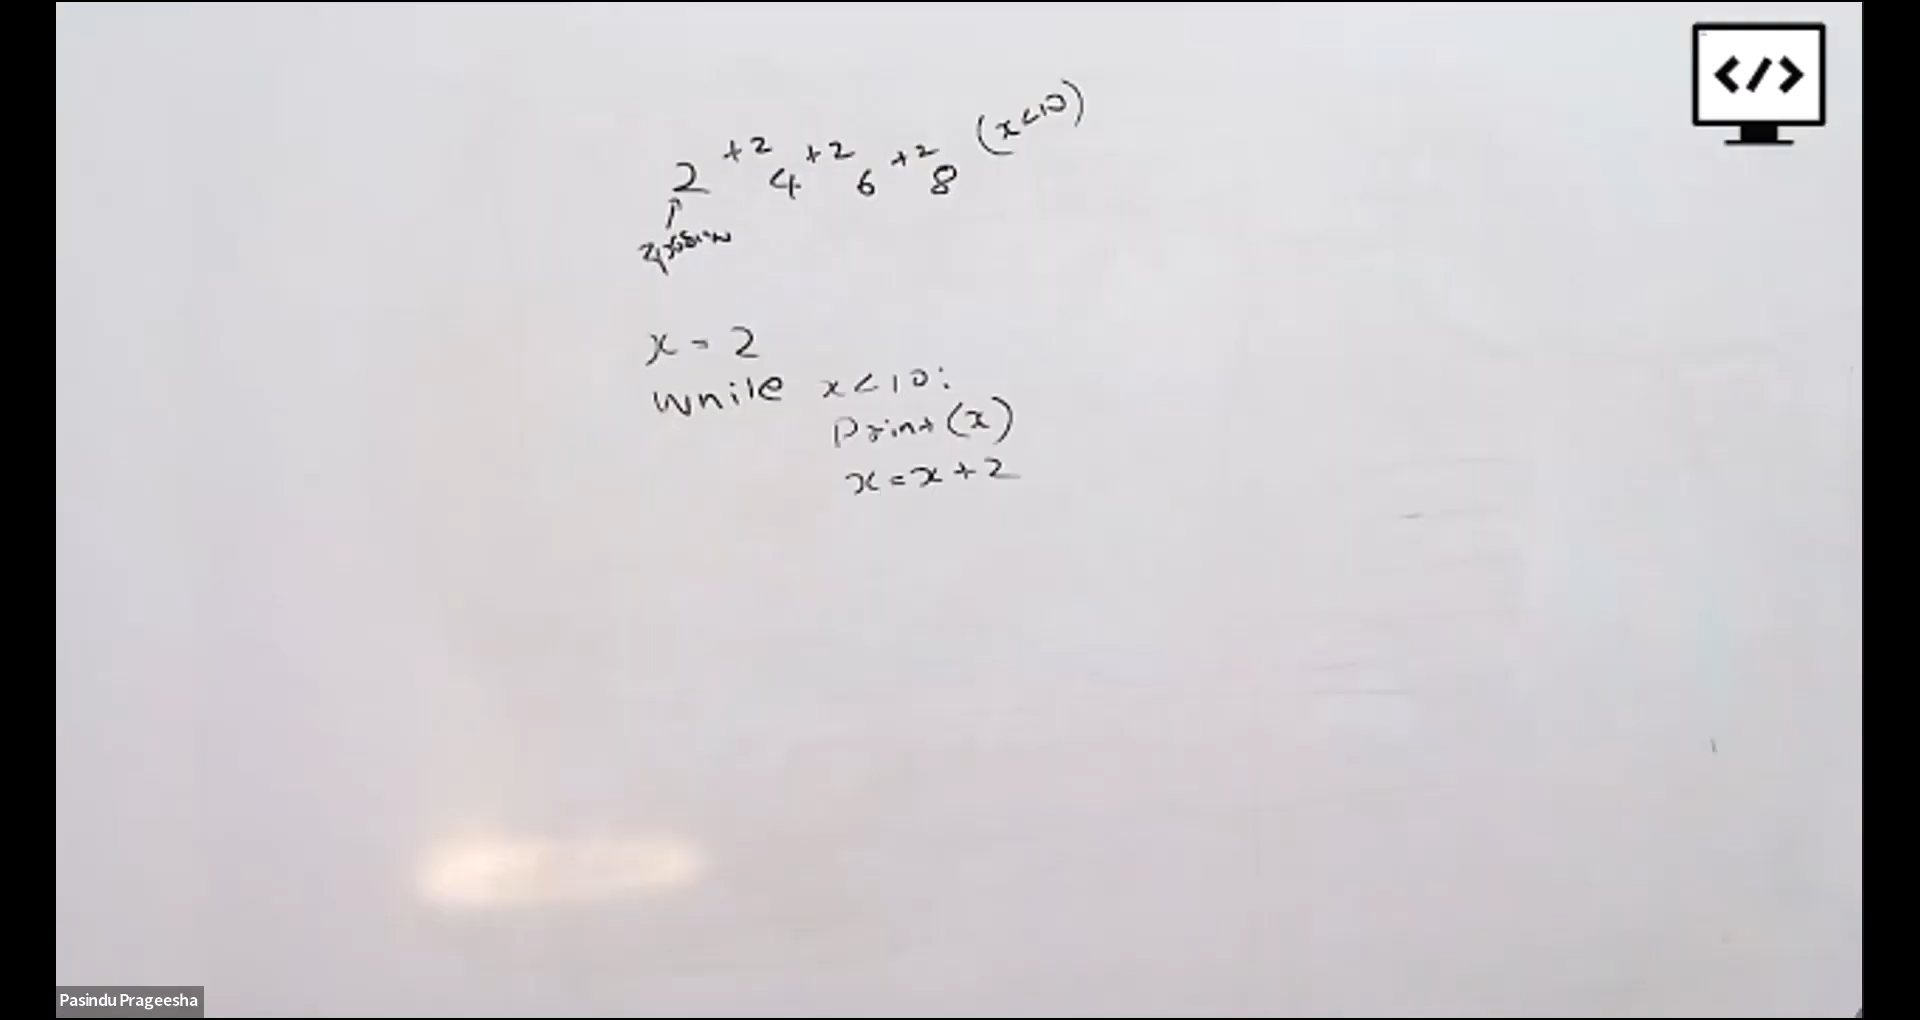 </>
2 +2 4 +2 6 +2 8 (x<10)
↑
x = 2
while x<10:
Print(x)
x=x+2
Pasindu Prageesha